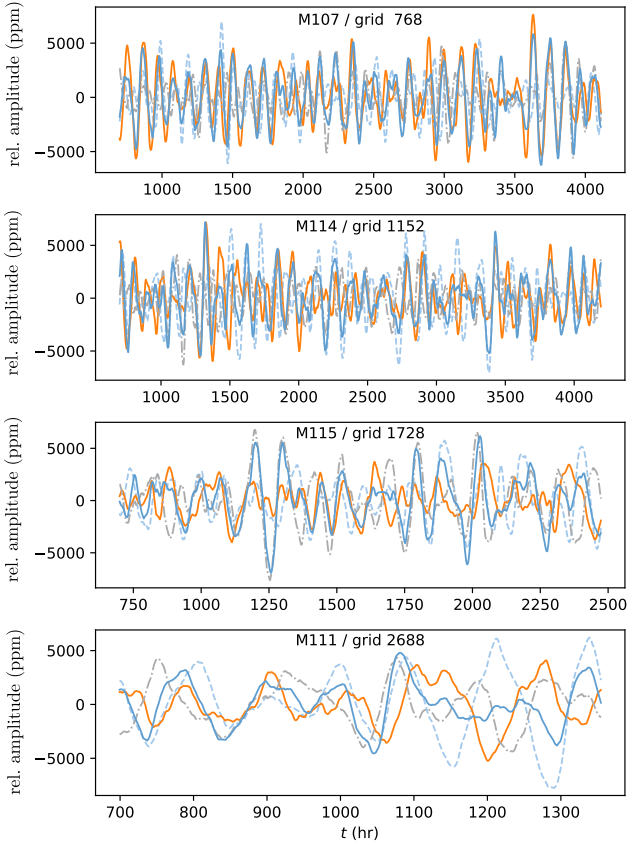 M107 / grid  768
rel. amplitude (ppm)
5000
0
−5000
1000 1500 2000 2500 3000 3500 4000
M114 / grid 1152
rel. amplitude (ppm)
5000
0
−5000
1000 1500 2000 2500 3000 3500 4000
M115 / grid 1728
rel. amplitude (ppm)
5000
0
−5000
750 1000 1250 1500 1750 2000 2250 2500
M111 / grid 2688
rel. amplitude (ppm)
5000
0
−5000
700 800 900 1000 1100 1200 1300
t (hr)